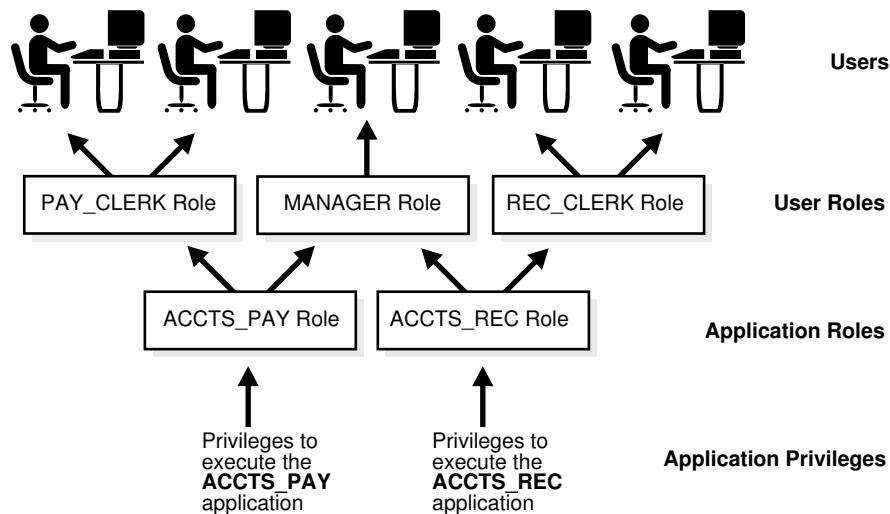 Users
PAY_CLERK Role
MANAGER Role
REC_CLERK Role
User Roles
ACCTS_PAY Role
ACCTS_REC Role
Application Roles
Privileges to
execute the
ACCTS_PAY
application
Privileges to
execute the
ACCTS_REC
application
Application Privileges